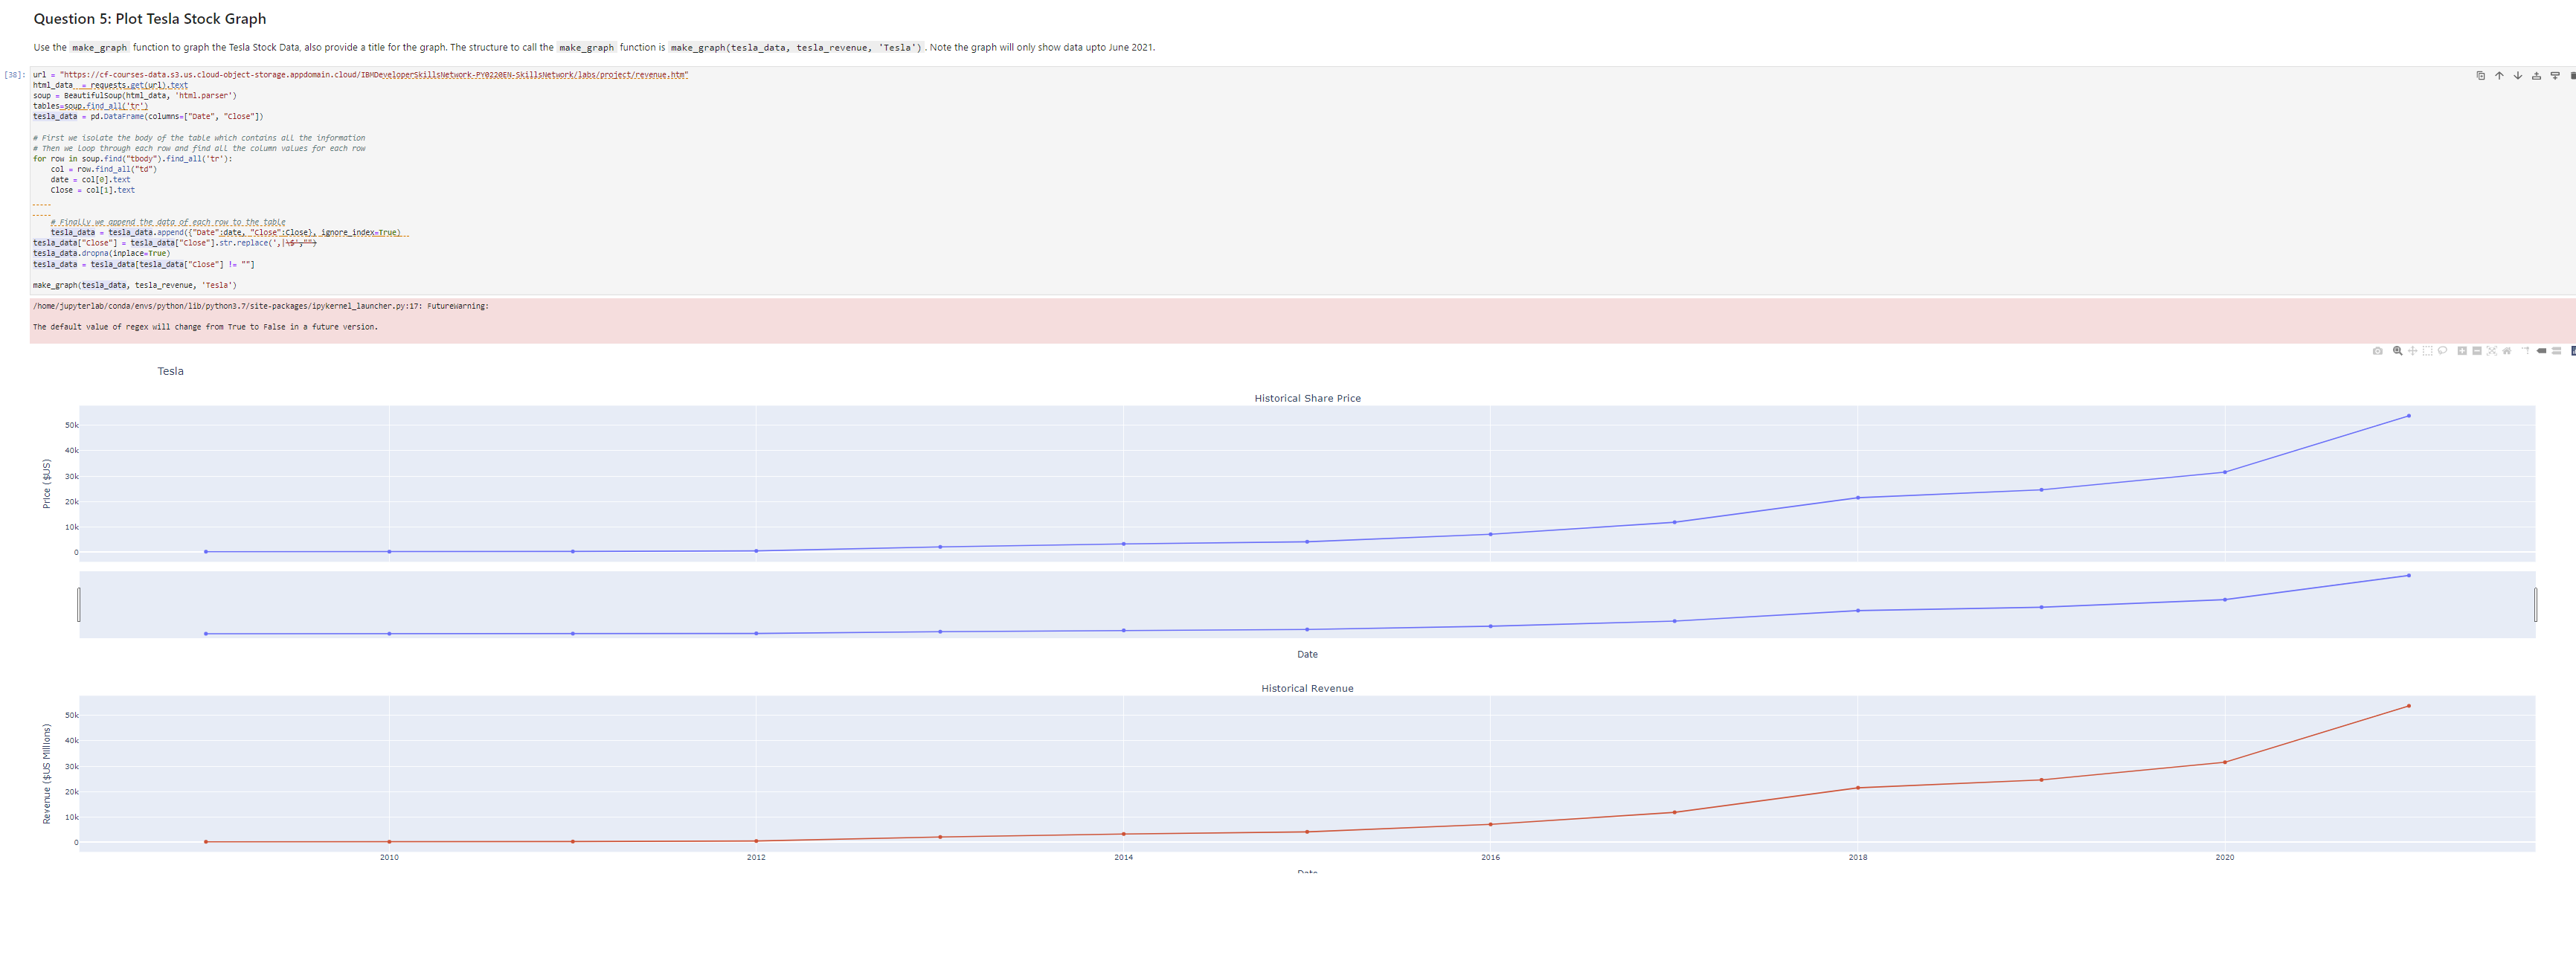 Question 5: Plot Tesla Stock Graph
Use the make_graph function to graph the Tesla Stock Data, also provide a title for the graph. The structure to call the make_graph function is make_graph(tesla_data, tesla_revenue, 'Tesla') . Note the graph will only show data upto June 2021.
[38]:
url = "https://cf-courses-data.s3.us.cloud-object-storage.appdomain.cloud/IBMDeveloperSkillsNetwork-PY0220EN-SkillsNetwork/labs/project/revenue.htm"
html_data  = requests.get(url).text
soup = BeautifulSoup(html_data, 'html.parser')
tables=soup.find_all('tr')
tesla_data = pd.DataFrame(columns=["Date", "Close"])
# First we isolate the body of the table which contains all the information
# Then we loop through each row and find all the column values for each row
for row in soup.find("tbody").find_all('tr'):
    col = row.find_all("td")
    date = col[0].text
    Close = col[1].text
    # Finally we append the data of each row to the table
    tesla_data = tesla_data.append({"Date":date, "Close":Close}, ignore_index=True)
tesla_data["Close"] = tesla_data["Close"].str.replace(',|\$',"")
tesla_data.dropna(inplace=True)
tesla_data = tesla_data[tesla_data["Close"] != ""]
make_graph(tesla_data, tesla_revenue, 'Tesla')
/home/jupyterlab/conda/envs/python/lib/python3.7/site-packages/ipykernel_launcher.py:17: FutureWarning:
The default value of regex will change from True to False in a future version.
Tesla
Historical Share Price
Price ($US)
50k
40k
30k
20k
10k
0
Date
Historical Revenue
Revenue ($US Millions)
50k
40k
30k
20k
10k
0
2010 2012 2014 2016 2018 2020
Date